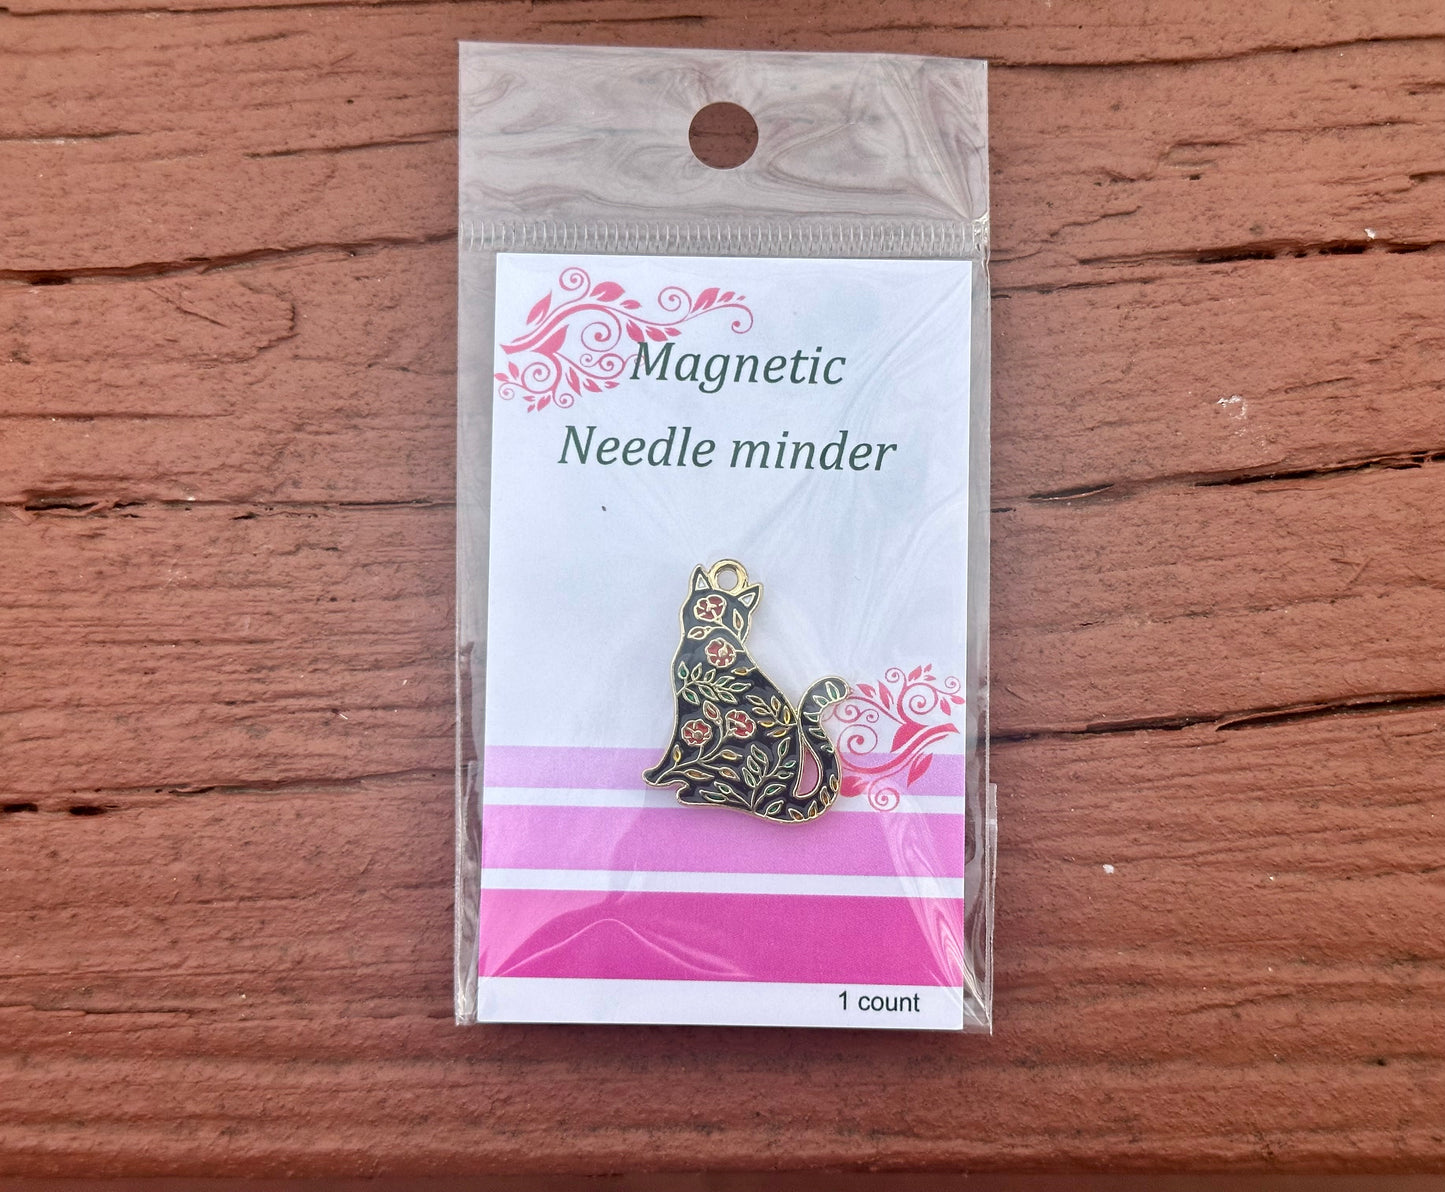 Magnetic
Needle minder
1 count